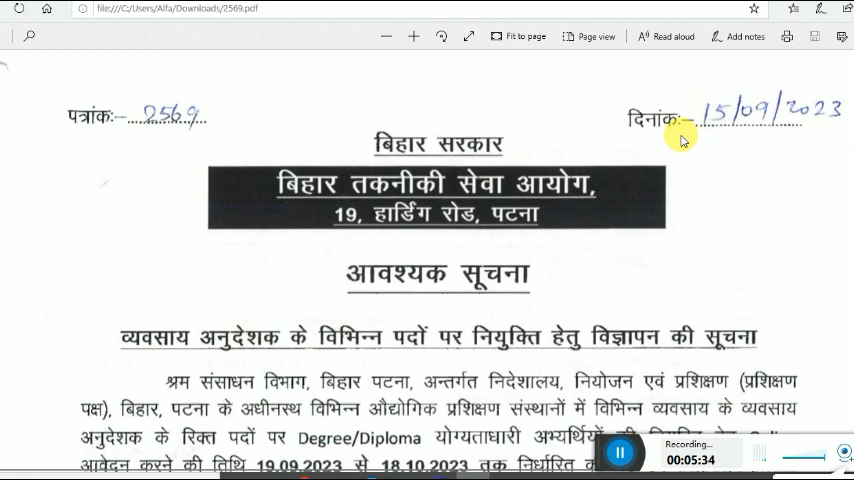 file:///C:/Users/Alfa/Downloads/2569.pdf
Fit to page
Page view
Read aloud
Add notes
पत्रांकः-...2569...
दिनांकः-...15/09/2023
बिहार सरकार
बिहार तकनीकी सेवा आयोग,
19, हार्डिंग रोड, पटना
आवश्यक सूचना
व्यवसाय अनुदेशक के विभिन्न पदों पर नियुक्ति हेतु विज्ञापन की सूचना
श्रम संसाधन विभाग, बिहार पटना, अन्तर्गत निदेशालय, नियोजन एवं प्रशिक्षण (प्रशिक्षण
पक्ष), बिहार, पटना के अधीनस्थ विभिन्न औद्योगिक प्रशिक्षण संस्थानों में विभिन्न व्यवसाय के व्यवसाय
अनुदेशक के रिक्त पदों पर Degree/Diploma योग्यताधारी अभ्यर्थियों
आवेदन करने की तिथि 19.09.2023 से 18.10.2023 तक निर्धारित
Recording...
00:05:34